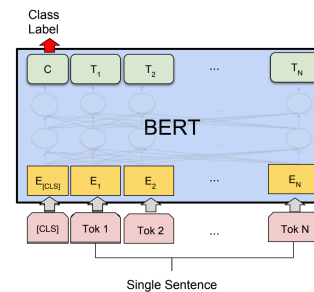 Class
Label
C T1 T2 ... TN
BERT
E[CLS] E1 E2 ... EN
[CLS] Tok 1 Tok 2 ... Tok N
Single Sentence